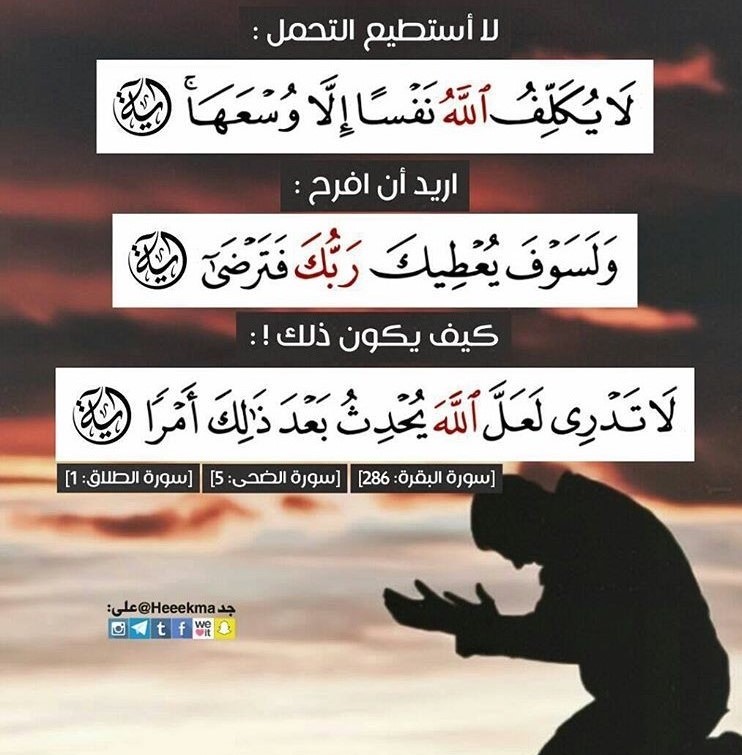 لا أستطيع التحمل :
لَا يُكَلِّفُ ٱللَّهُ نَفْسًا إِلَّا وُسْعَهَا ۚ آية
اريد أن افرح :
وَلَسَوْفَ يُعْطِيكَ رَبُّكَ فَتَرْضَىٰٓ آية
كيف يكون ذلك ! :
لَا تَدْرِى لَعَلَّ ٱللَّهَ يُحْدِثُ بَعْدَ ذَٰلِكَ أَمْرًا آية
[سورة البقرة: 286] [سورة الضحى: 5] [سورة الطلاق: 1]
جد Heeekma@على:
t f we ♥ it